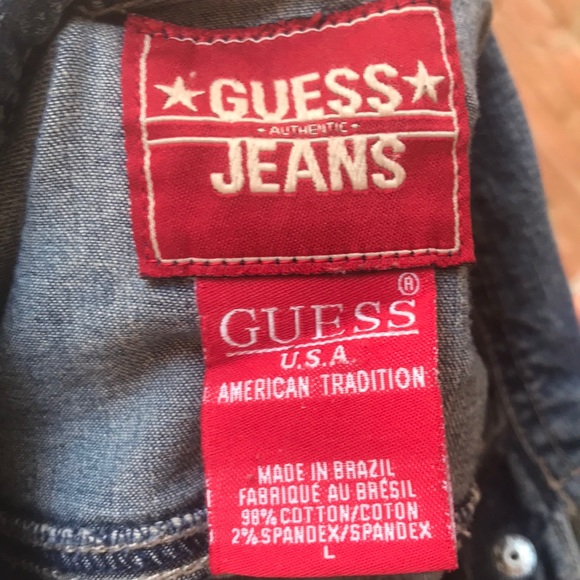 GUESS
AUTHENTIC
JEANS
®
GUESS
U.S.A.
AMERICAN TRADITION
MADE IN BRAZIL
FABRIQUÉ AU BRÉSIL
98% COTTON/COTON
2% SPANDEX/SPANDEX
L